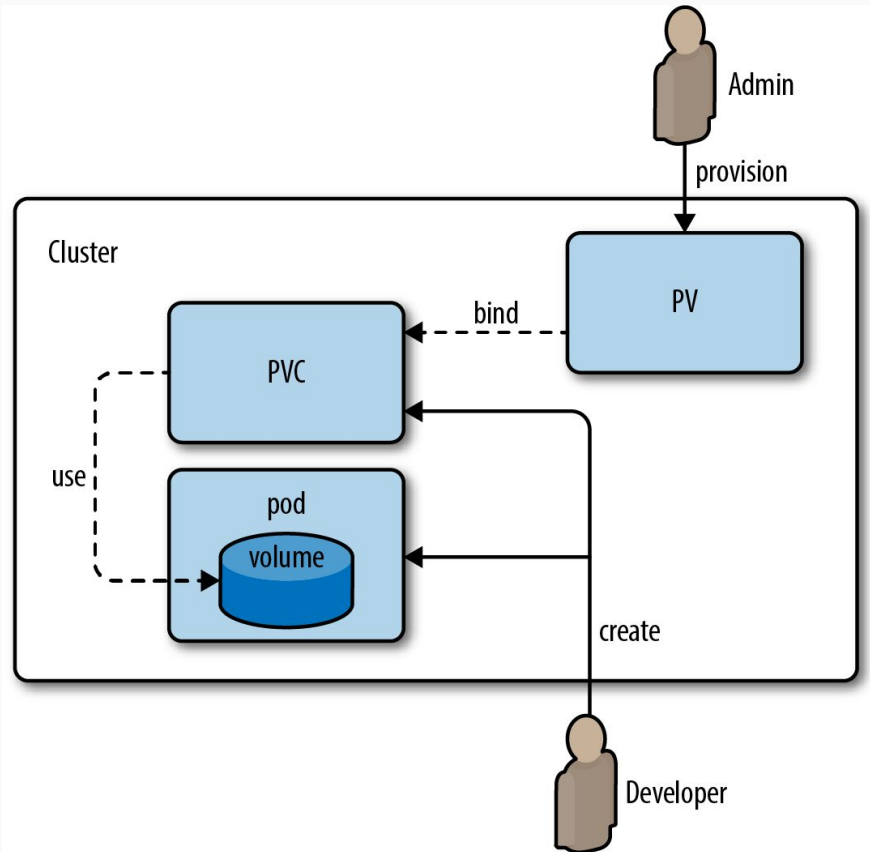 Admin
provision
Cluster
PV
bind
PVC
use
pod
volume
create
Developer